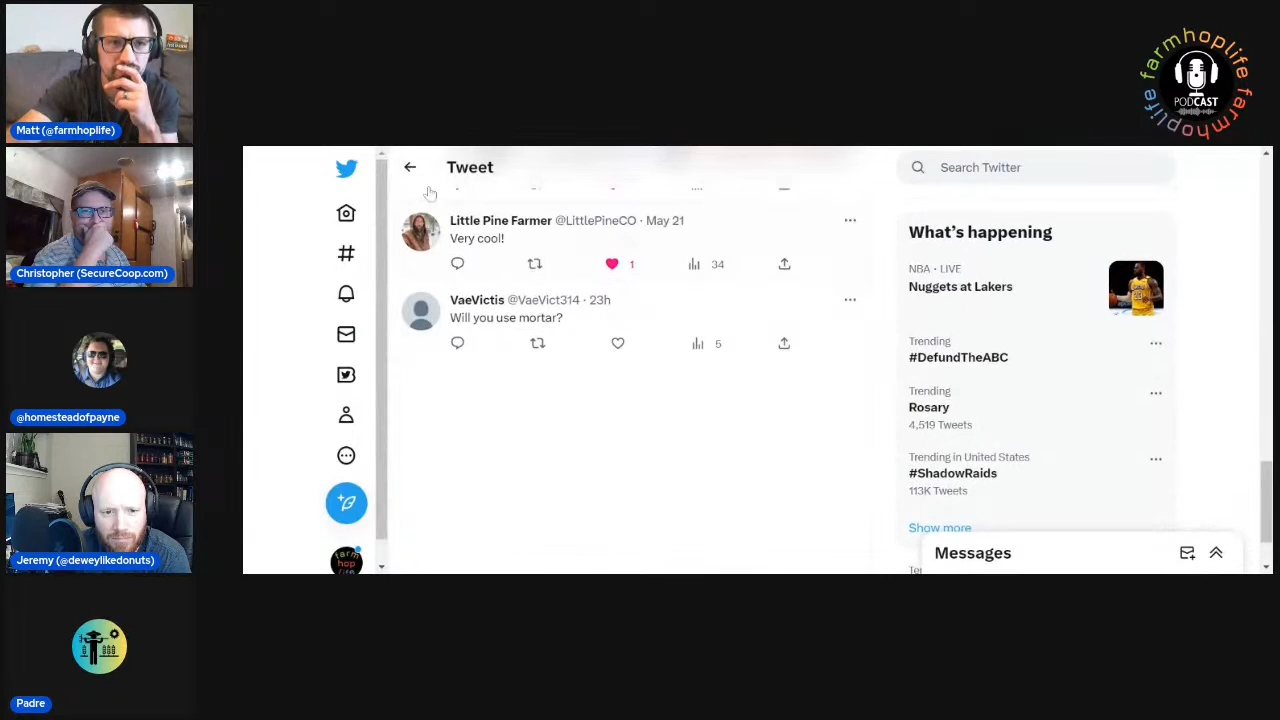 Matt (@farmhoplife)
Christopher (SecureCoop.com)
@homesteadofpayne
Jeremy (@deweylikedonuts)
Padre
farmhoplife farmhoplife
PODCAST
Tweet
Little Pine Farmer @LittlePineCO · May 21
Very cool!
1
34
VaeVictis @VaeVict314 · 23h
Will you use mortar?
5
farm
hop
life
Search Twitter
What's happening
NBA · LIVE
Nuggets at Lakers
Trending
#DefundTheABC
Trending
Rosary
4,519 Tweets
Trending in United States
#ShadowRaids
113K Tweets
Show more
Messages